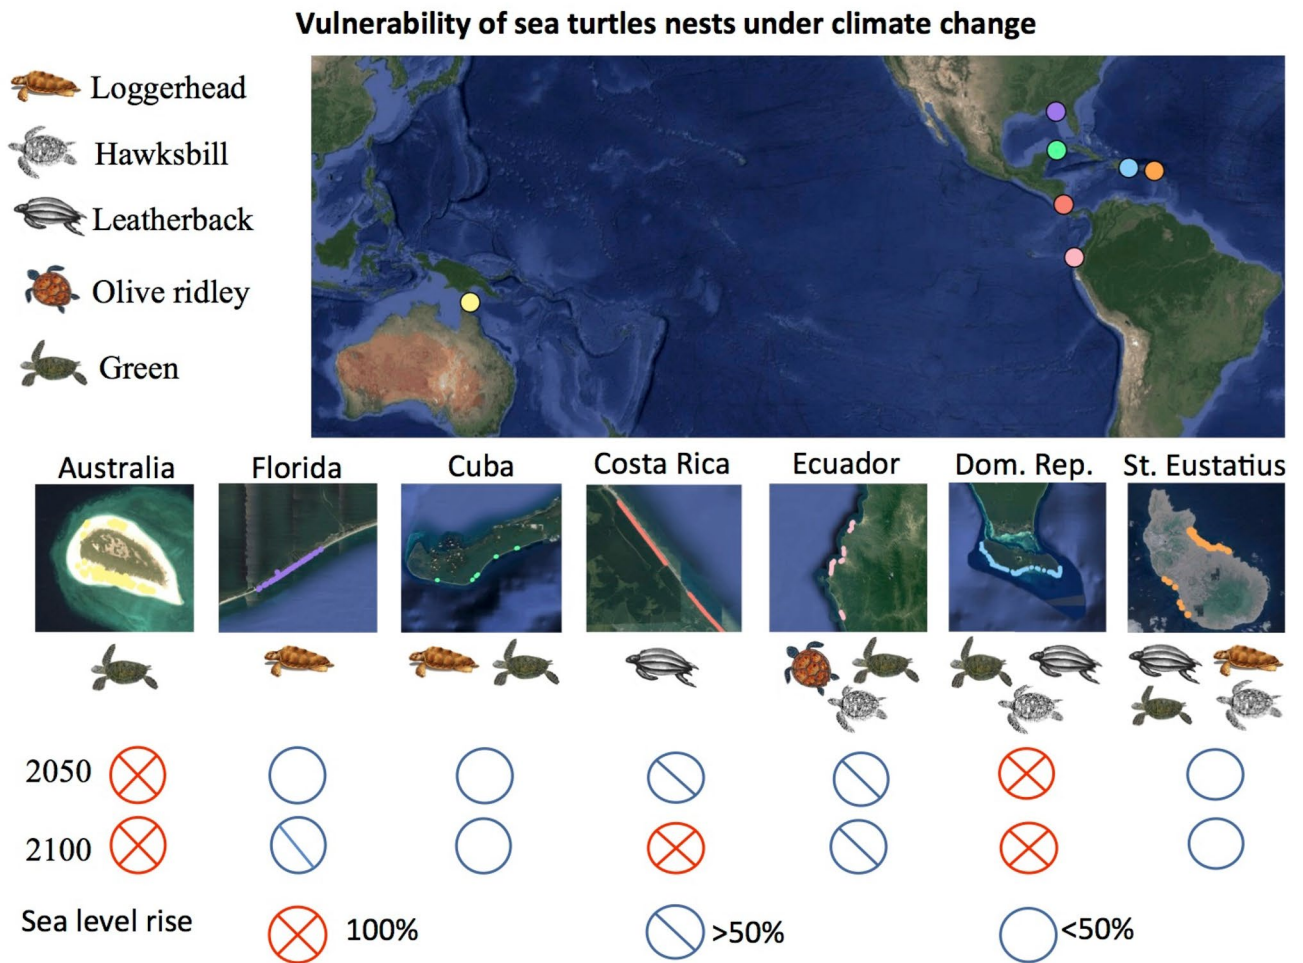 Vulnerability of sea turtles nests under climate change
Loggerhead
Hawksbill
Leatherback
Olive ridley
Green
Australia Florida Cuba Costa Rica Ecuador Dom. Rep. St. Eustatius
2050
2100
Sea level rise 100% >50% <50%